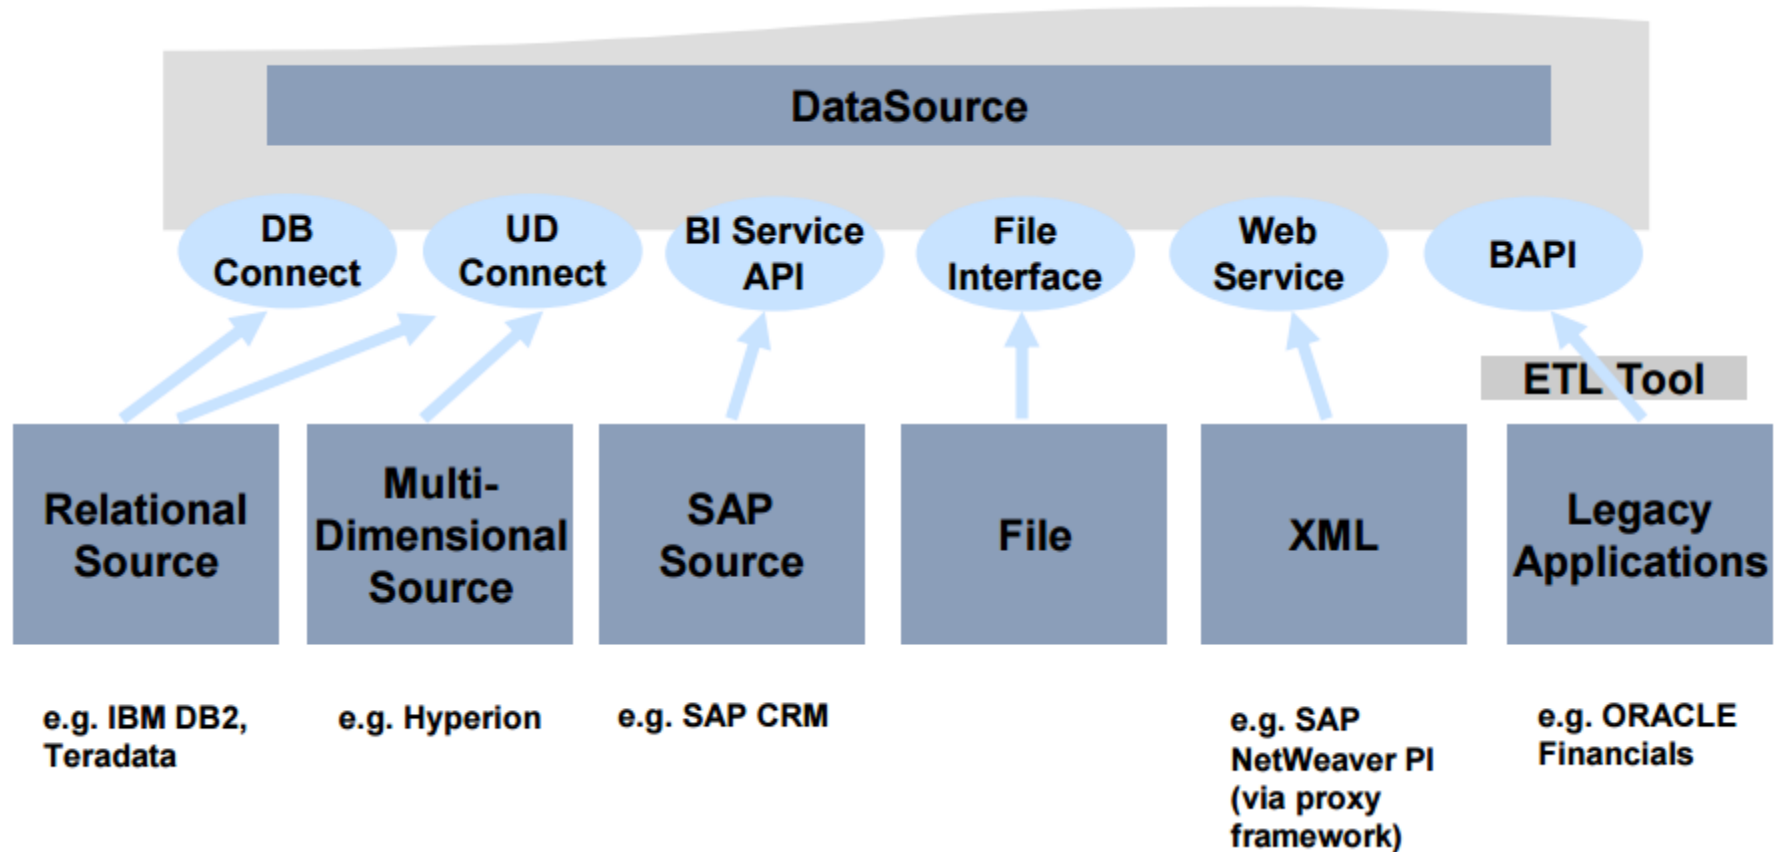 DataSource
DB
Connect
UD
Connect
BI Service
API
File
Interface
Web
Service
BAPI
ETL Tool
Relational
Source
Multi-
Dimensional
Source
SAP
Source
File
XML
Legacy
Applications
e.g. IBM DB2,
Teradata
e.g. Hyperion
e.g. SAP CRM
e.g. SAP
NetWeaver PI
(via proxy
framework)
e.g. ORACLE
Financials